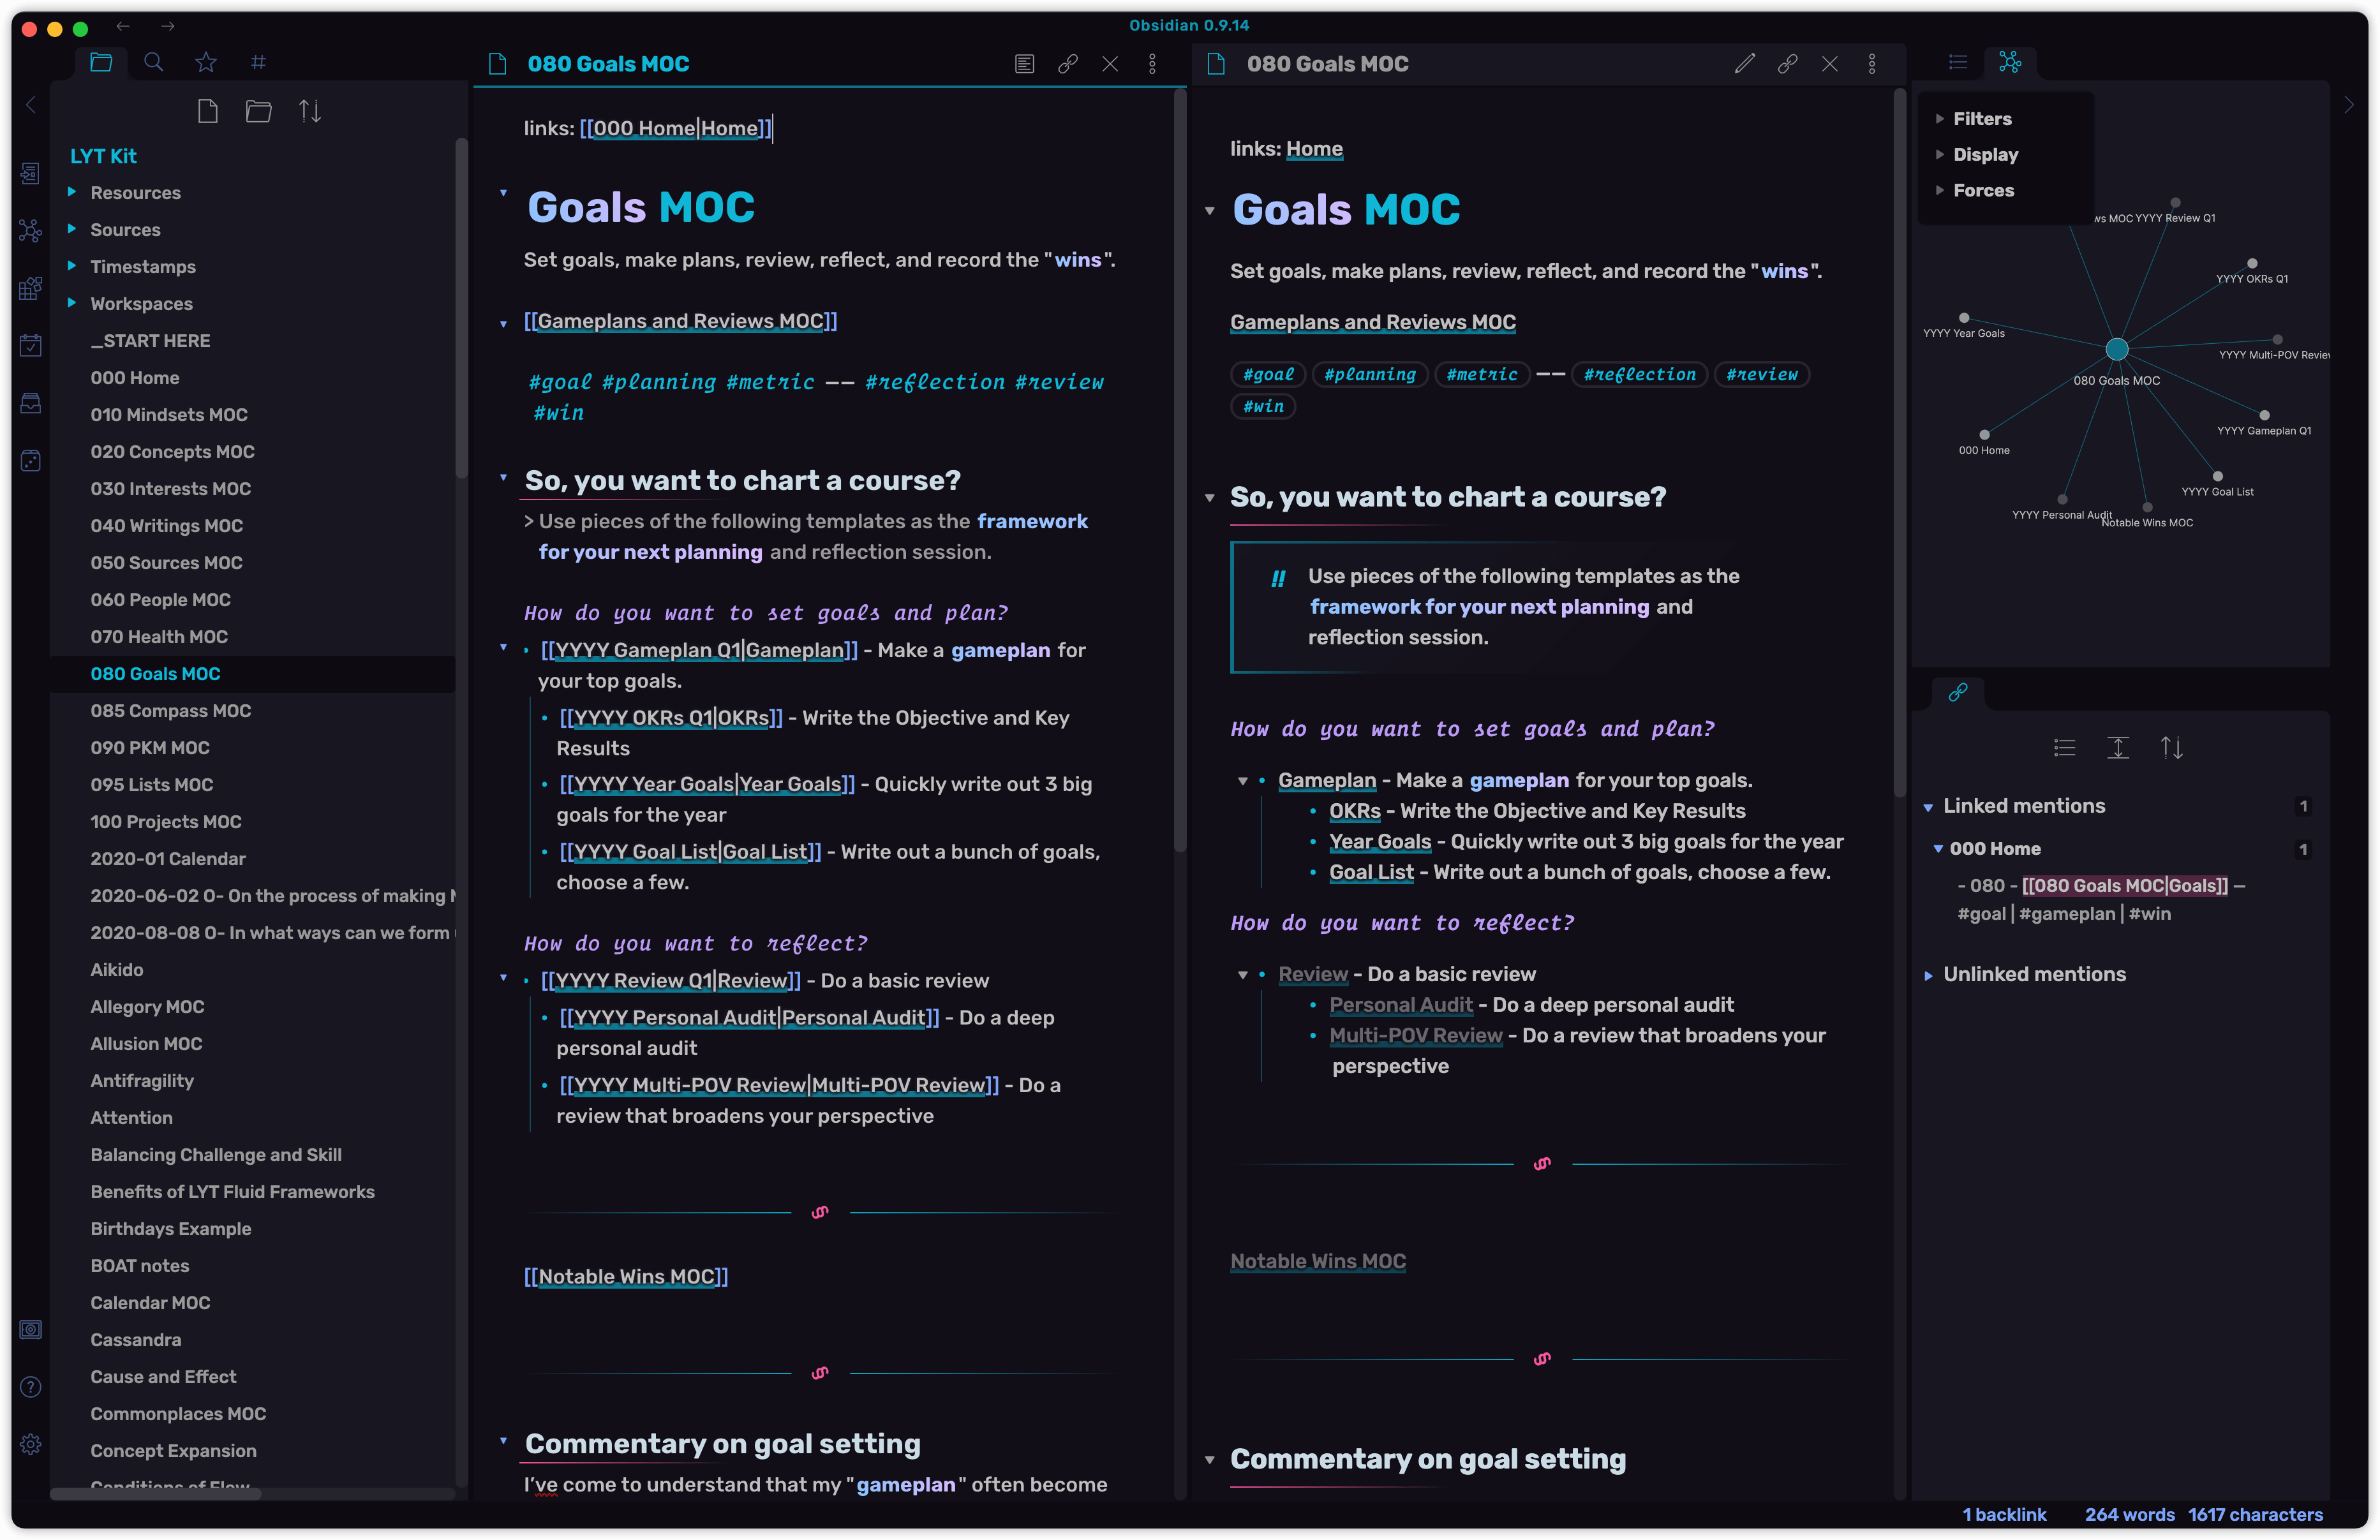 Obsidian 0.9.14
LYT Kit
Resources
Sources
Timestamps
Workspaces
_START HERE
000 Home
010 Mindsets MOC
020 Concepts MOC
030 Interests MOC
040 Writings MOC
050 Sources MOC
060 People MOC
070 Health MOC
080 Goals MOC
085 Compass MOC
090 PKM MOC
095 Lists MOC
100 Projects MOC
2020-01 Calendar
2020-06-02 O- On the process of making
2020-08-08 O- In what ways can we form
Aikido
Allegory MOC
Allusion MOC
Antifragility
Attention
Balancing Challenge and Skill
Benefits of LYT Fluid Frameworks
Birthdays Example
BOAT notes
Calendar MOC
Cassandra
Cause and Effect
Commonplaces MOC
Concept Expansion
Conditions of Flow
080 Goals MOC
links: [[000 Home|Home]]
Goals MOC
Set goals, make plans, review, reflect, and record the "wins".
[[Gameplans and Reviews MOC]]
#goal #planning #metric –– #reflection #review
#win
So, you want to chart a course?
> Use pieces of the following templates as the framework
for your next planning and reflection session.
How do you want to set goals and plan?
• [[YYYY Gameplan Q1|Gameplan]] - Make a gameplan for
your top goals.
• [[YYYY OKRs Q1|OKRs]] - Write the Objective and Key
Results
• [[YYYY Year Goals|Year Goals]] - Quickly write out 3 big
goals for the year
• [[YYYY Goal List|Goal List]] - Write out a bunch of goals,
choose a few.
How do you want to reflect?
• [[YYYY Review Q1|Review]] - Do a basic review
• [[YYYY Personal Audit|Personal Audit]] - Do a deep
personal audit
• [[YYYY Multi-POV Review|Multi-POV Review]] - Do a
review that broadens your perspective
§
[[Notable Wins MOC]]
§
Commentary on goal setting
I've come to understand that my "gameplan" often become
080 Goals MOC
links: Home
Goals MOC
Set goals, make plans, review, reflect, and record the "wins".
Gameplans and Reviews MOC
#goal #planning #metric –– #reflection #review
#win
So, you want to chart a course?
!! Use pieces of the following templates as the
framework for your next planning and
reflection session.
How do you want to set goals and plan?
• Gameplan - Make a gameplan for your top goals.
• OKRs - Write the Objective and Key Results
• Year Goals - Quickly write out 3 big goals for the year
• Goal List - Write out a bunch of goals, choose a few.
How do you want to reflect?
• Review - Do a basic review
• Personal Audit - Do a deep personal audit
• Multi-POV Review - Do a review that broadens your
perspective
§
Notable Wins MOC
§
Commentary on goal setting
Filters
Display
Forces
ws MOC YYYY Review Q1
YYYY OKRs Q1
YYYY Year Goals
YYYY Multi-POV Review
080 Goals MOC
YYYY Gameplan Q1
000 Home
YYYY Goal List
YYYY Personal Audit
Notable Wins MOC
Linked mentions 1
000 Home 1
- 080 - [[080 Goals MOC|Goals]] —
#goal | #gameplan | #win
Unlinked mentions
1 backlink 264 words 1617 characters